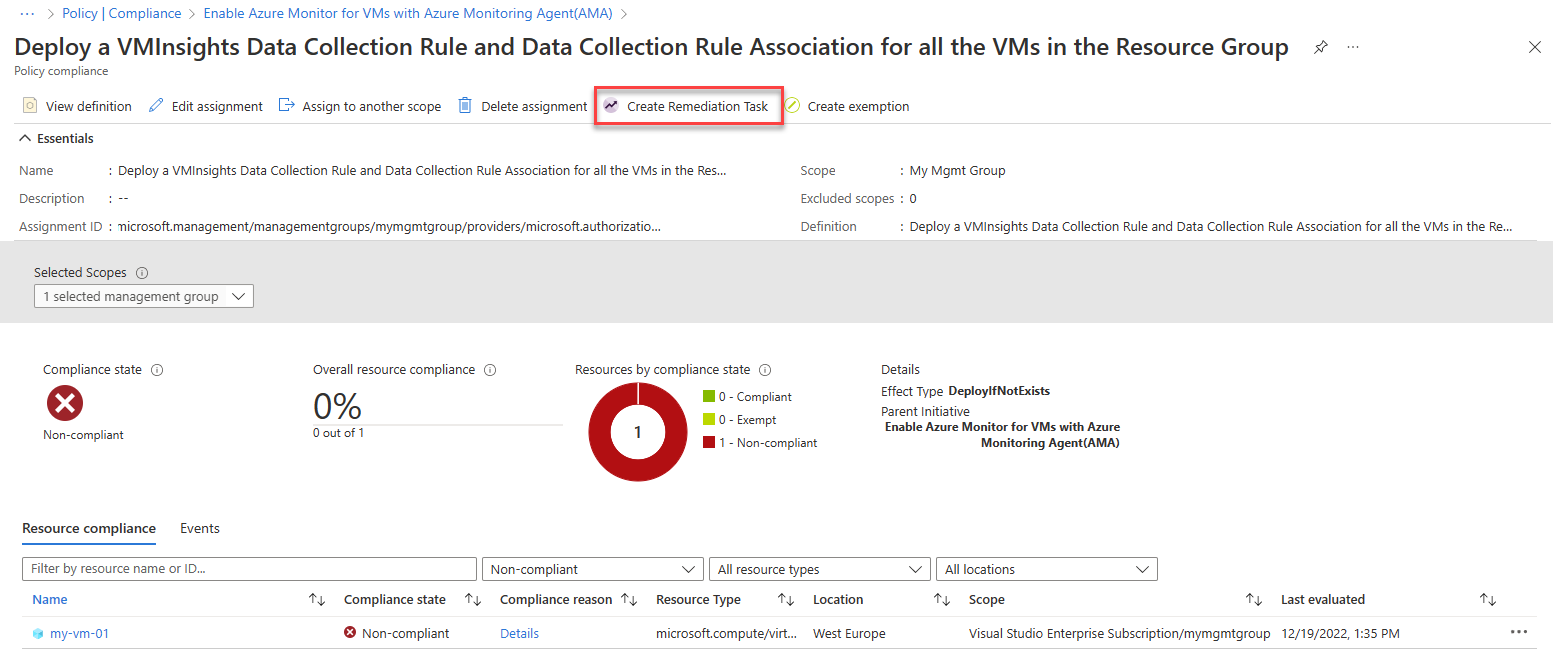 ··· > Policy | Compliance > Enable Azure Monitor for VMs with Azure Monitoring Agent(AMA) >
Deploy a VMInsights Data Collection Rule and Data Collection Rule Association for all the VMs in the Resource Group ···
Policy compliance
View definition Edit assignment Assign to another scope Delete assignment Create Remediation Task Create exemption
Essentials
Name : Deploy a VMInsights Data Collection Rule and Data Collection Rule Association for all the VMs in the Res... Scope : My Mgmt Group
Description : -- Excluded scopes : 0
Assignment ID : microsoft.management/managementgroups/mymgmtgroup/providers/microsoft.authorizatio... Definition : Deploy a VMInsights Data Collection Rule and Data Collection Rule Association for all the VMs in the Re...
Selected Scopes
1 selected management group
Compliance state
Non-compliant
Overall resource compliance
0%
0 out of 1
Resources by compliance state
1
0 - Compliant
0 - Exempt
1 - Non-compliant
Details
Effect Type DeployIfNotExists
Parent Initiative
Enable Azure Monitor for VMs with Azure
Monitoring Agent(AMA)
Resource compliance Events
Filter by resource name or ID... Non-compliant All resource types All locations
Name Compliance state Compliance reason Resource Type Location Scope Last evaluated
my-vm-01 Non-compliant Details microsoft.compute/virt... West Europe Visual Studio Enterprise Subscription/mymgmtgroup 12/19/2022, 1:35 PM ···